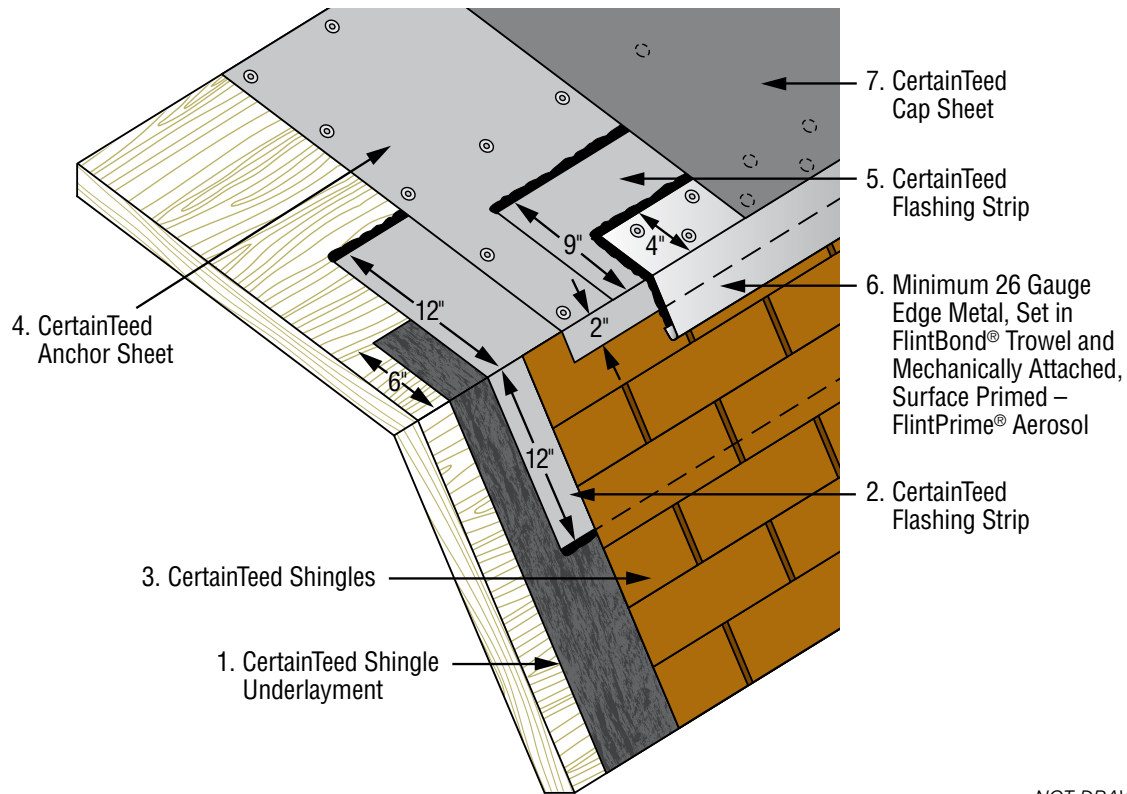 7. CertainTeed
Cap Sheet
5. CertainTeed
Flashing Strip
9"
4"
12"
2"
6. Minimum 26 Gauge
Edge Metal, Set in
FlintBond® Trowel and
Mechanically Attached,
Surface Primed –
FlintPrime® Aerosol
4. CertainTeed
Anchor Sheet
6"
12"
2. CertainTeed
Flashing Strip
3. CertainTeed Shingles
1. CertainTeed Shingle
Underlayment
NOT